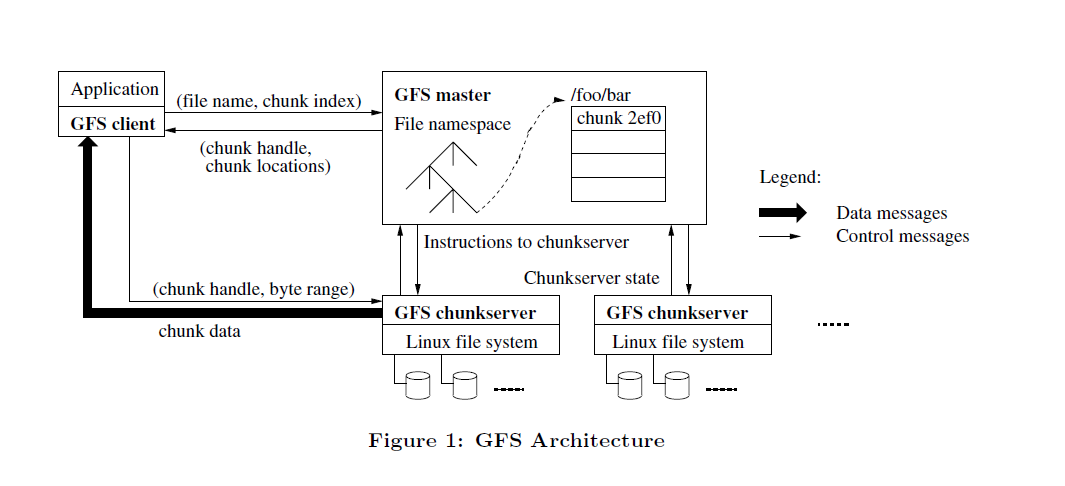 Application
GFS client
(file name, chunk index)
(chunk handle,
chunk locations)
GFS master
File namespace
/foo/bar
chunk 2ef0
Legend:
Data messages
Control messages
Instructions to chunkserver
Chunkserver state
(chunk handle, byte range)
chunk data
GFS chunkserver
Linux file system
GFS chunkserver
Linux file system
Figure 1: GFS Architecture